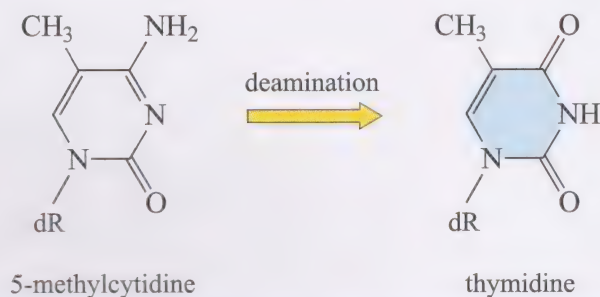 CH₃ NH₂
N
N
O
dR
5-methylcytidine
deamination
CH₃ O
NH
N
O
dR
thymidine